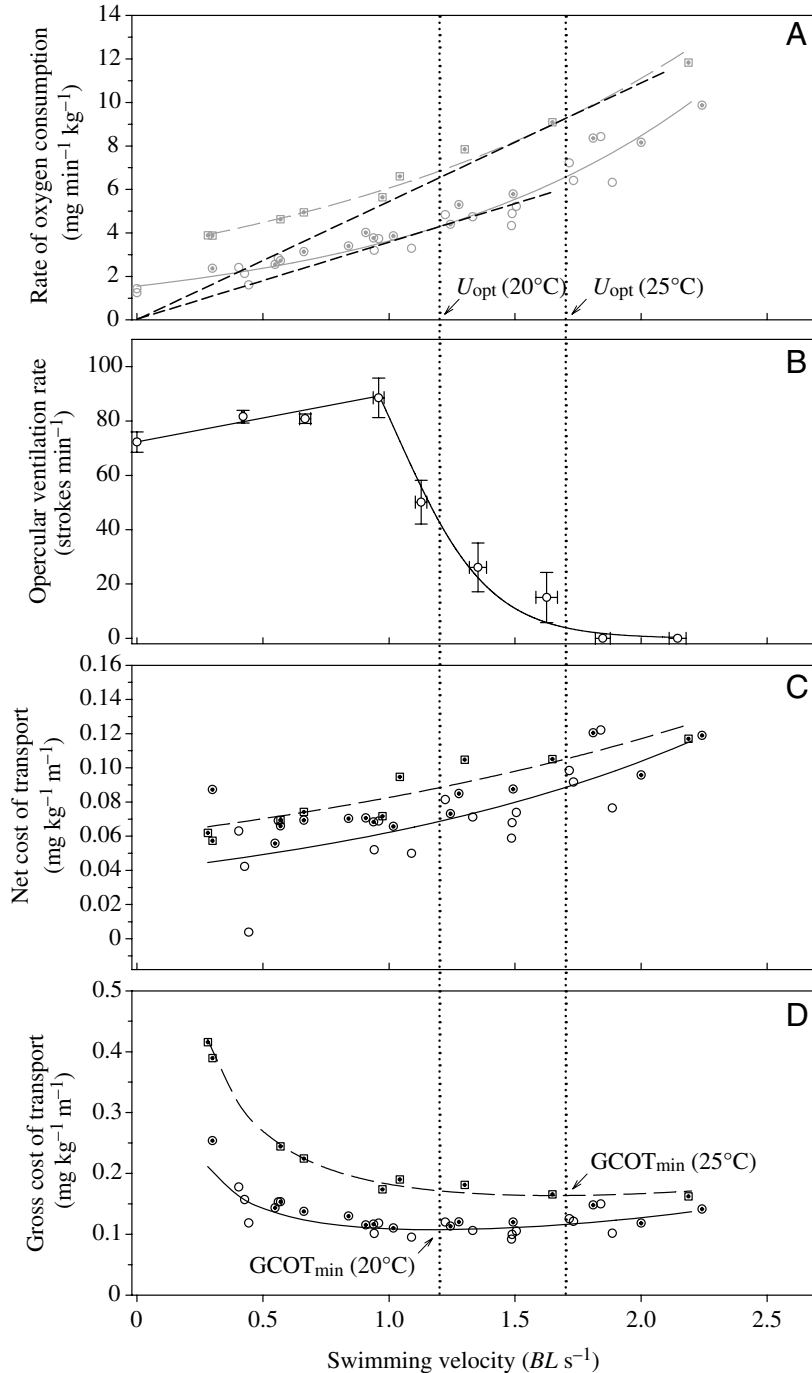 A
14
12
10
8
6
4
2
0
Rate of oxygen consumption
(mg min⁻¹ kg⁻¹)
Uopt (20°C)
Uopt (25°C)
B
100
80
60
40
20
0
Opercular ventilation rate
(strokes min⁻¹)
C
0.16
0.14
0.12
0.10
0.08
0.06
0.04
0.02
0
Net cost of transport
(mg kg⁻¹ m⁻¹)
D
0.5
0.4
0.3
0.2
0.1
0
Gross cost of transport
(mg kg⁻¹ m⁻¹)
GCOTmin (25°C)
GCOTmin (20°C)
0 0.5 1.0 1.5 2.0 2.5
Swimming velocity (BL s⁻¹)